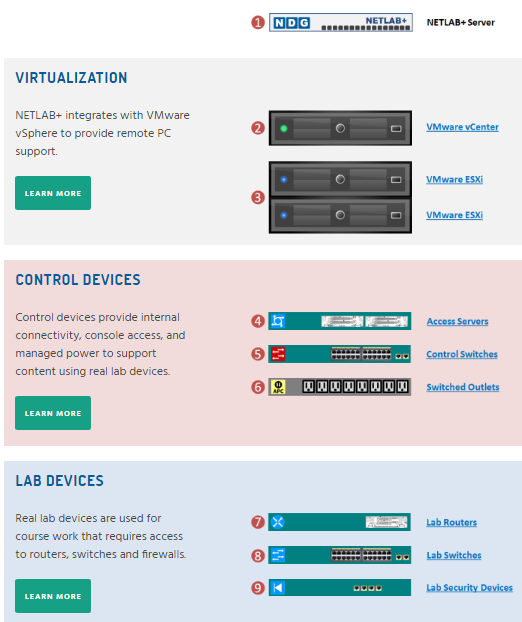 1 NDG NETLAB+ NETLAB+ Server
VIRTUALIZATION
NETLAB+ integrates with VMware
vSphere to provide remote PC
support.
LEARN MORE
2 VMware vCenter
3 VMware ESXi
VMware ESXi
CONTROL DEVICES
Control devices provide internal
connectivity, console access, and
managed power to support
content using real lab devices.
LEARN MORE
4 Access Servers
5 Control Switches
6 APC Switched Outlets
LAB DEVICES
Real lab devices are used for
course work that requires access
to routers, switches and firewalls.
LEARN MORE
7 Lab Routers
8 Lab Switches
9 Lab Security Devices